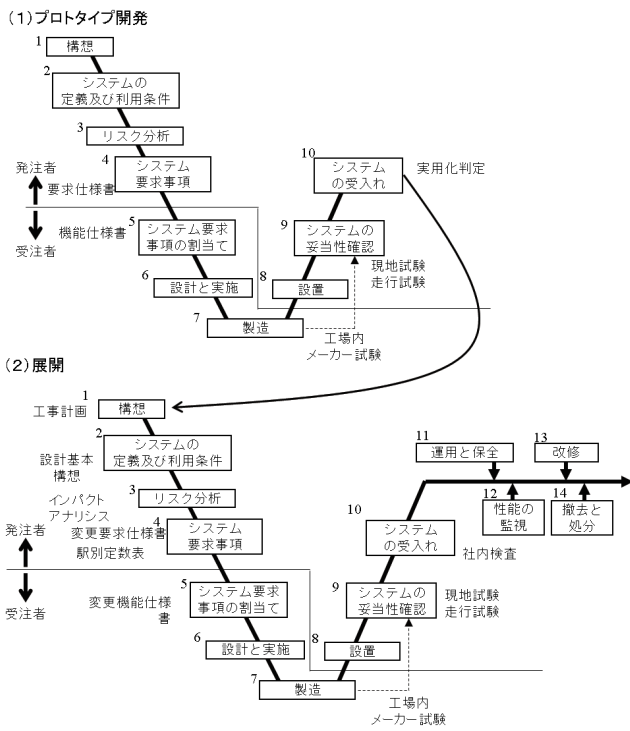 (1)プロトタイプ開発
1
構想
2
システムの
定義及び利用条件
3
リスク分析
4
システム
要求事項
発注者
要求仕様書
受注者
機能仕様書
5
システム要求
事項の割当て
6
設計と実施
7
製造
8
設置
9
システムの
妥当性確認
10
システム
の受入れ
実用化判定
現地試験
走行試験
工場内
メーカー試験
(2)展開
1
構想
工事計画
2
システムの
定義及び利用条件
設計基本
構想
3
リスク分析
インパクト
アナリシス
4
システム
要求事項
変更要求仕様書
駅別定数表
発注者
受注者
5
システム要求
事項の割当て
変更機能仕様
書
6
設計と実施
7
製造
8
設置
9
システムの
妥当性確認
現地試験
走行試験
工場内
メーカー試験
10
システム
の受入れ
社内検査
11
運用と保全
12
性能の
監視
13
改修
14
撤去と
処分